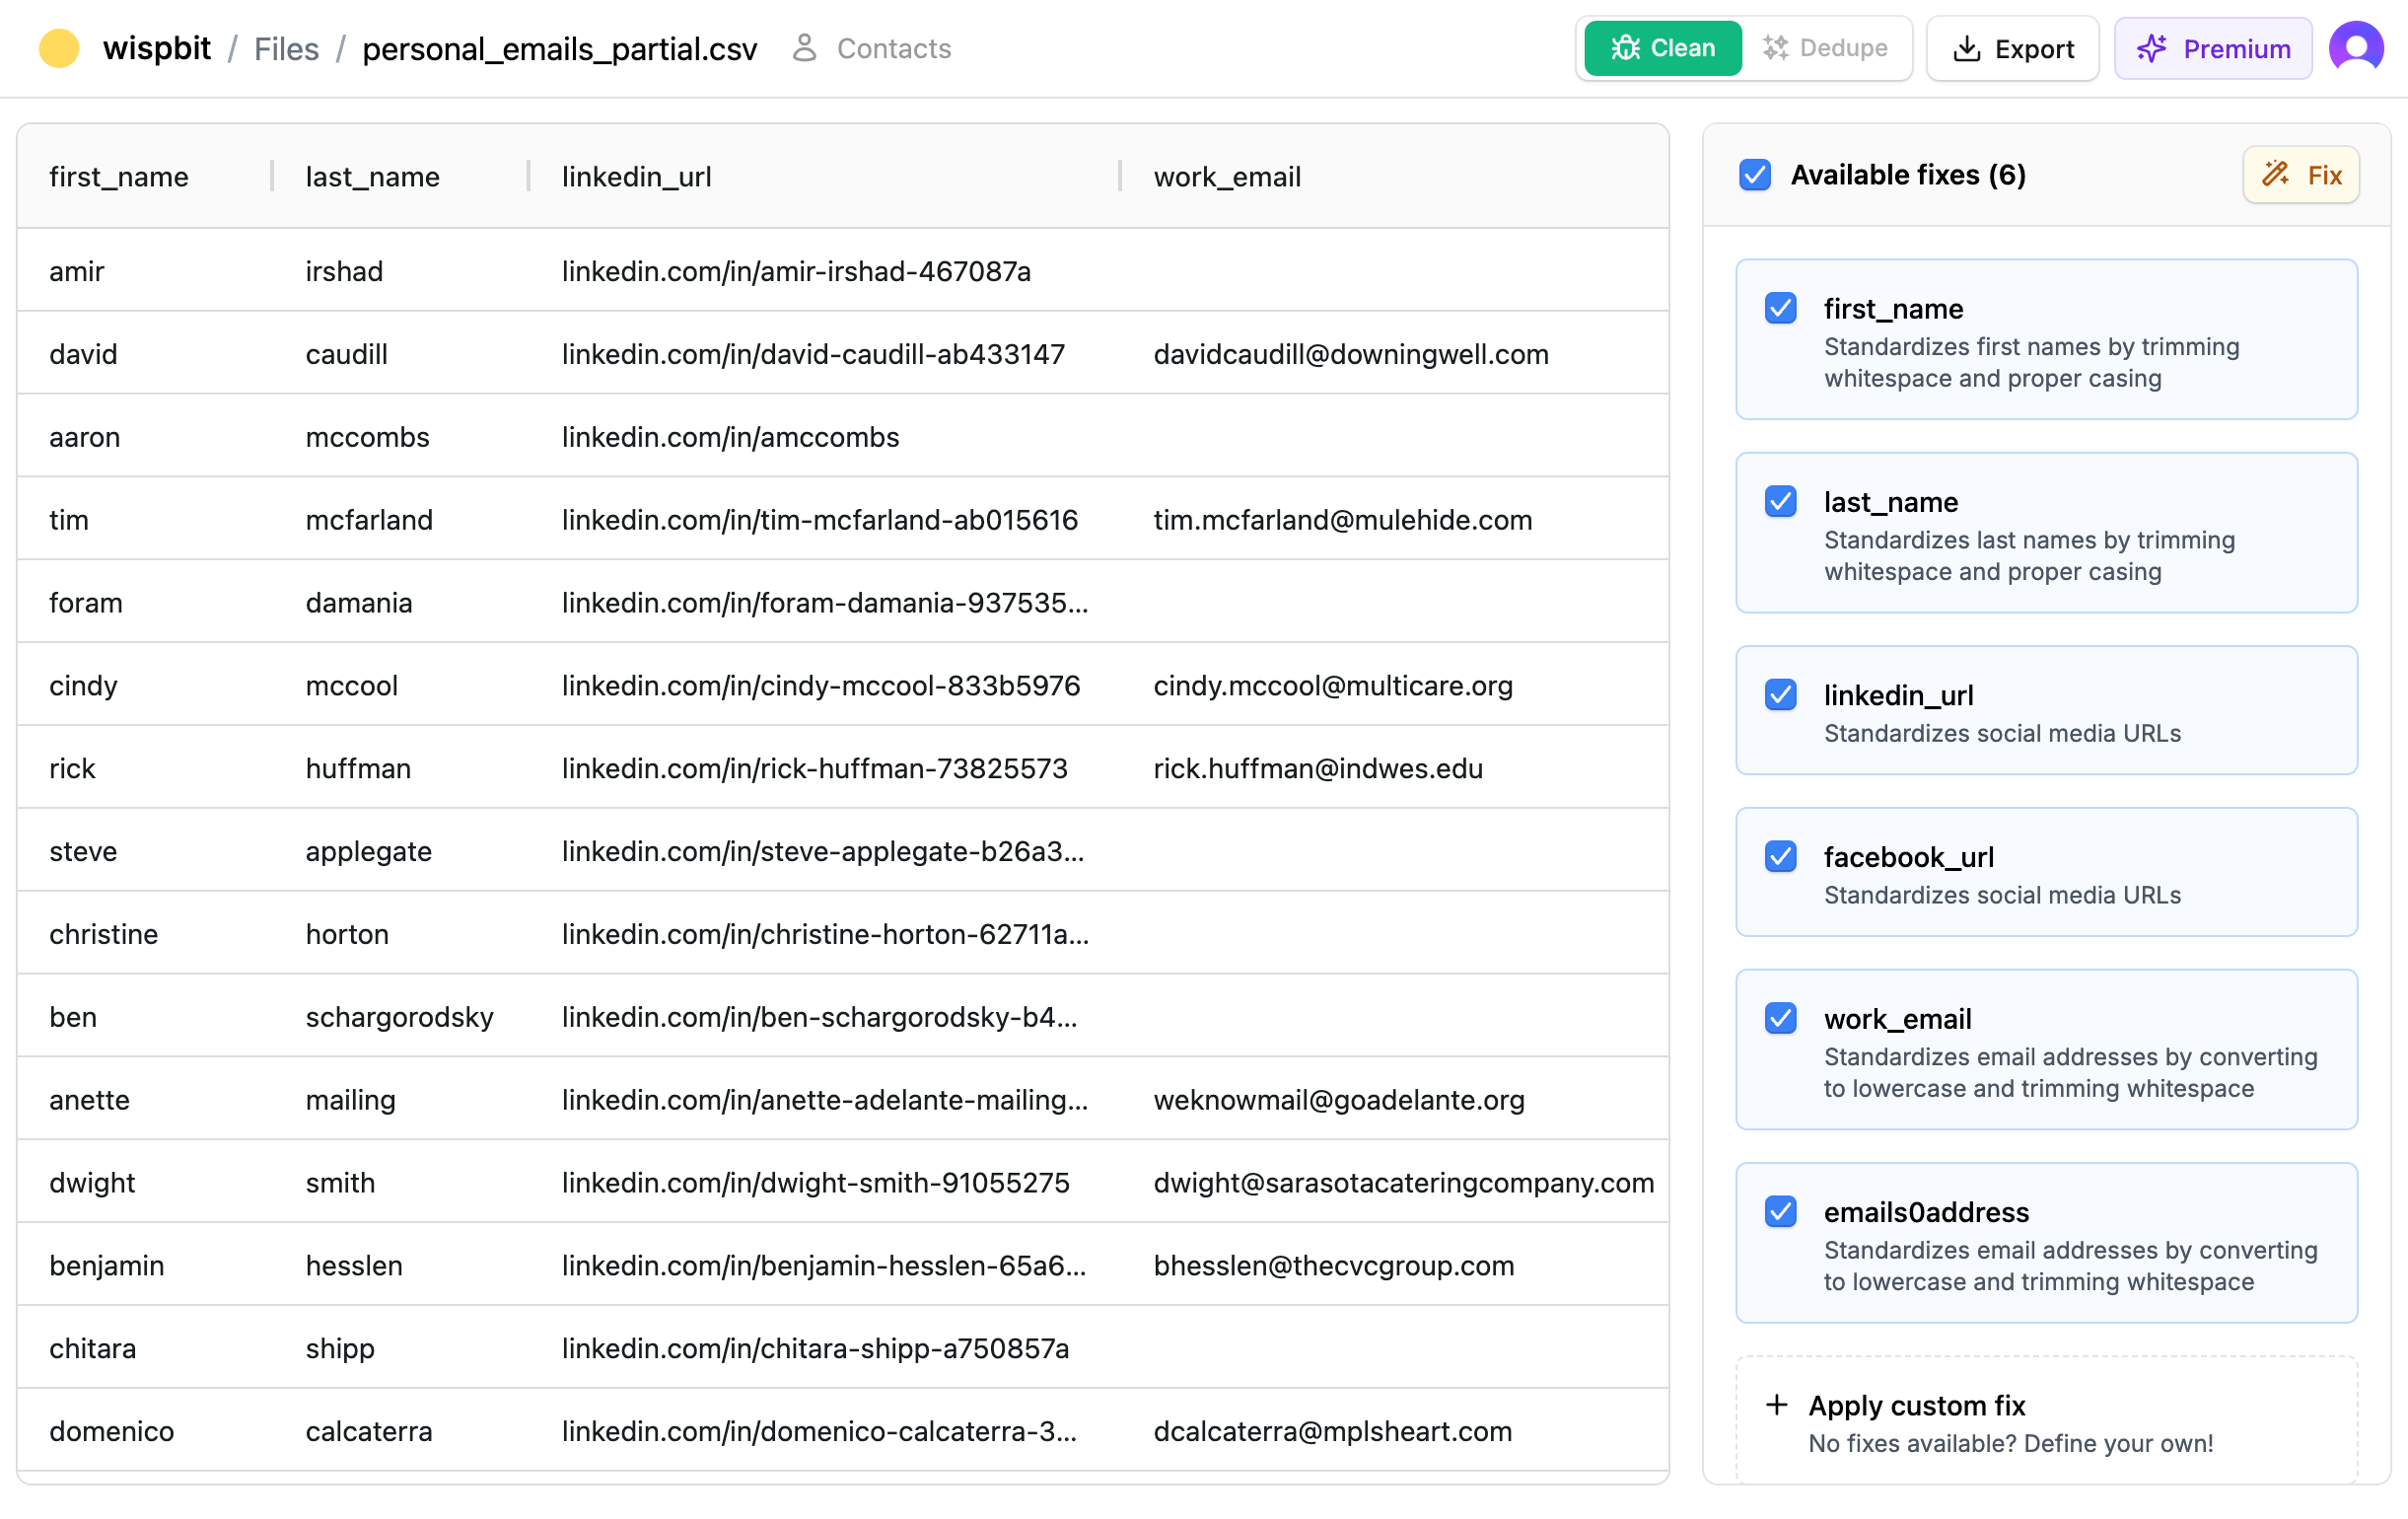 wispbit / Files / personal_emails_partial.csv Contacts Clean Dedupe Export Premium
first_name last_name linkedin_url work_email
amir irshad linkedin.com/in/amir-irshad-467087a
david caudill linkedin.com/in/david-caudill-ab433147 davidcaudill@downingwell.com
aaron mccombs linkedin.com/in/amccombs
tim mcfarland linkedin.com/in/tim-mcfarland-ab015616 tim.mcfarland@mulehide.com
foram damania linkedin.com/in/foram-damania-937535...
cindy mccool linkedin.com/in/cindy-mccool-833b5976 cindy.mccool@multicare.org
rick huffman linkedin.com/in/rick-huffman-73825573 rick.huffman@indwes.edu
steve applegate linkedin.com/in/steve-applegate-b26a3...
christine horton linkedin.com/in/christine-horton-62711a...
ben schargorodsky linkedin.com/in/ben-schargorodsky-b4...
anette mailing linkedin.com/in/anette-adelante-mailing... weknowmail@goadelante.org
dwight smith linkedin.com/in/dwight-smith-91055275 dwight@sarasotacateringcompany.com
benjamin hesslen linkedin.com/in/benjamin-hesslen-65a6... bhesslen@thecvcgroup.com
chitara shipp linkedin.com/in/chitara-shipp-a750857a
domenico calcaterra linkedin.com/in/domenico-calcaterra-3... dcalcaterra@mplsheart.com
Available fixes (6) Fix
first_name
Standardizes first names by trimming
whitespace and proper casing
last_name
Standardizes last names by trimming
whitespace and proper casing
linkedin_url
Standardizes social media URLs
facebook_url
Standardizes social media URLs
work_email
Standardizes email addresses by converting
to lowercase and trimming whitespace
emails0address
Standardizes email addresses by converting
to lowercase and trimming whitespace
+ Apply custom fix
No fixes available? Define your own!